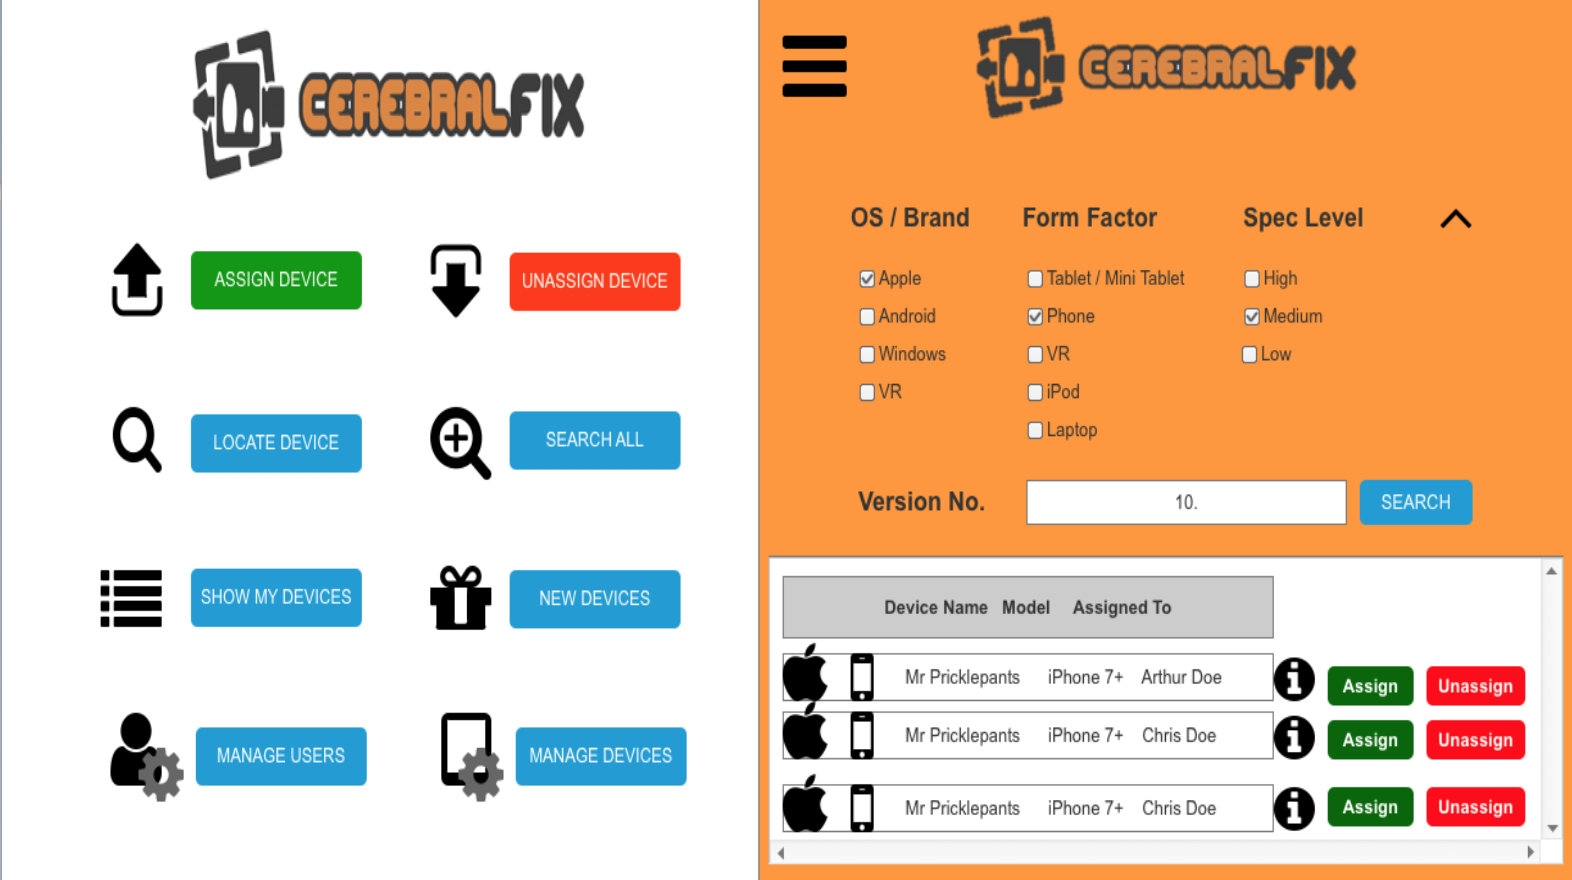 CEREBRALFIX
ASSIGN DEVICE
UNASSIGN DEVICE
LOCATE DEVICE
SEARCH ALL
SHOW MY DEVICES
NEW DEVICES
MANAGE USERS
MANAGE DEVICES
CEREBRALFIX
OS / Brand Form Factor Spec Level
Apple Tablet / Mini Tablet High
Android Phone Medium
Windows VR Low
VR iPod
Laptop
Version No. 10. SEARCH
Device Name Model Assigned To
Mr Pricklepants iPhone 7+ Arthur Doe Assign Unassign
Mr Pricklepants iPhone 7+ Chris Doe Assign Unassign
Mr Pricklepants iPhone 7+ Chris Doe Assign Unassign